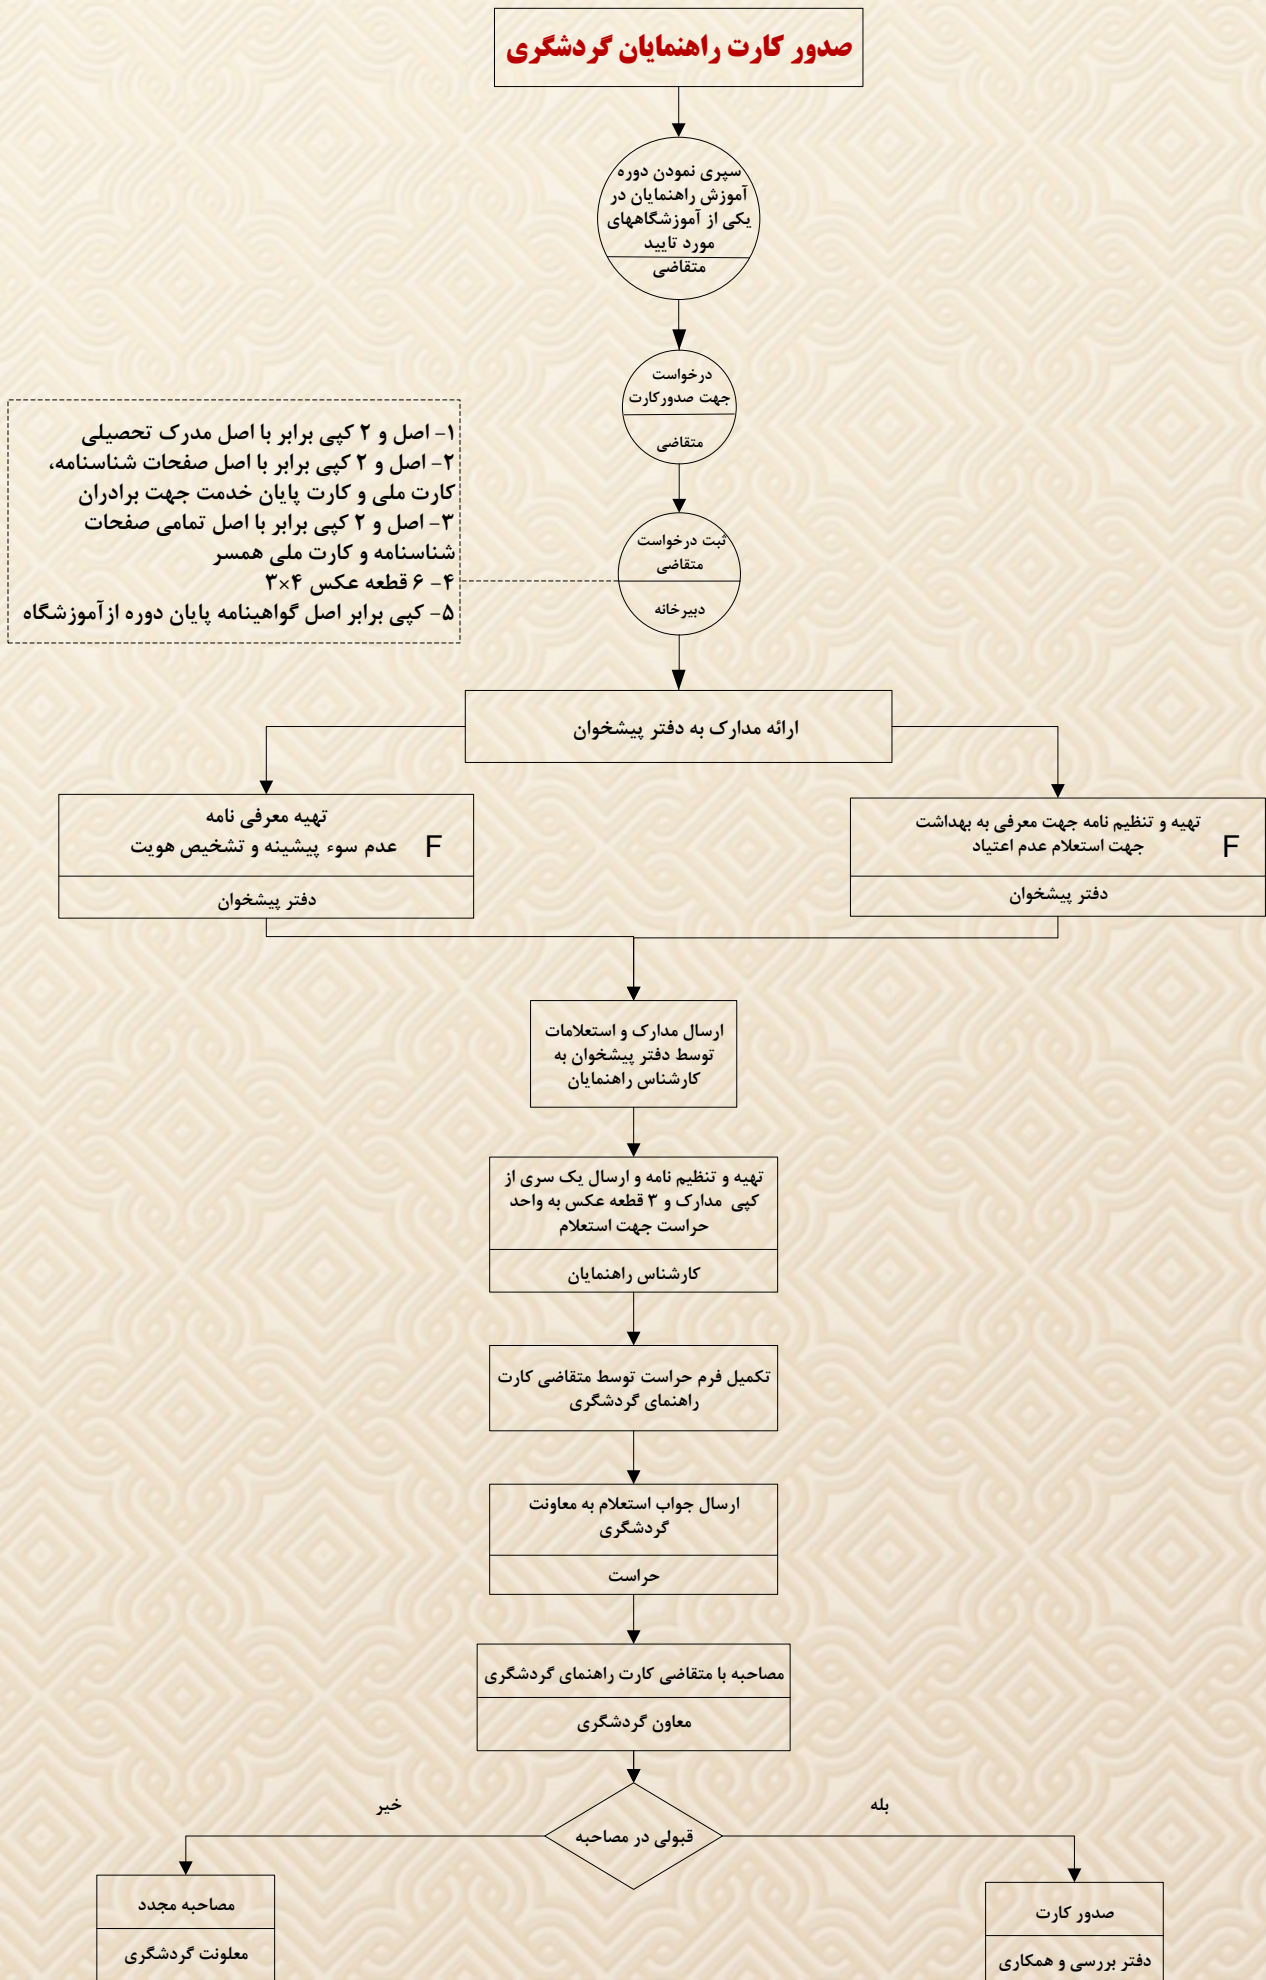 صدور کارت راهنمایان گردشگری
سپری نمودن دوره
آموزش راهنمایان در
یکی از آموزشگاههای
مورد تایید
متقاضی
درخواست
جهت صدورکارت
متقاضی
ثبت درخواست
متقاضی
دبیرخانه
۱- اصل و ۲ کپی برابر با اصل مدرک تحصیلی
۲- اصل و ۲ کپی برابر با اصل صفحات شناسنامه،
کارت ملی و کارت پایان خدمت جهت برادران
۳- اصل و ۲ کپی برابر با اصل تمامی صفحات
شناسنامه و کارت ملی همسر
۴- ۶ قطعه عکس ۴×۳
۵- کپی برابر اصل گواهینامه پایان دوره ازآموزشگاه
ارائه مدارک به دفتر پیشخوان
تهیه و تنظیم نامه جهت معرفی به بهداشت
جهت استعلام عدم اعتیاد
F
دفتر پیشخوان
تهیه معرفی نامه
عدم سوء پیشینه و تشخیص هویت
F
دفتر پیشخوان
ارسال مدارک و استعلامات
توسط دفتر پیشخوان به
کارشناس راهنمایان
تهیه و تنظیم نامه و ارسال یک سری از
کپی مدارک و ۳ قطعه عکس به واحد
حراست جهت استعلام
کارشناس راهنمایان
تکمیل فرم حراست توسط متقاضی کارت
راهنمای گردشگری
ارسال جواب استعلام به معاونت
گردشگری
حراست
مصاحبه با متقاضی کارت راهنمای گردشگری
معاون گردشگری
قبولی در مصاحبه
بله
خیر
صدور کارت
دفتر بررسی و همکاری
مصاحبه مجدد
معلونت گردشگری